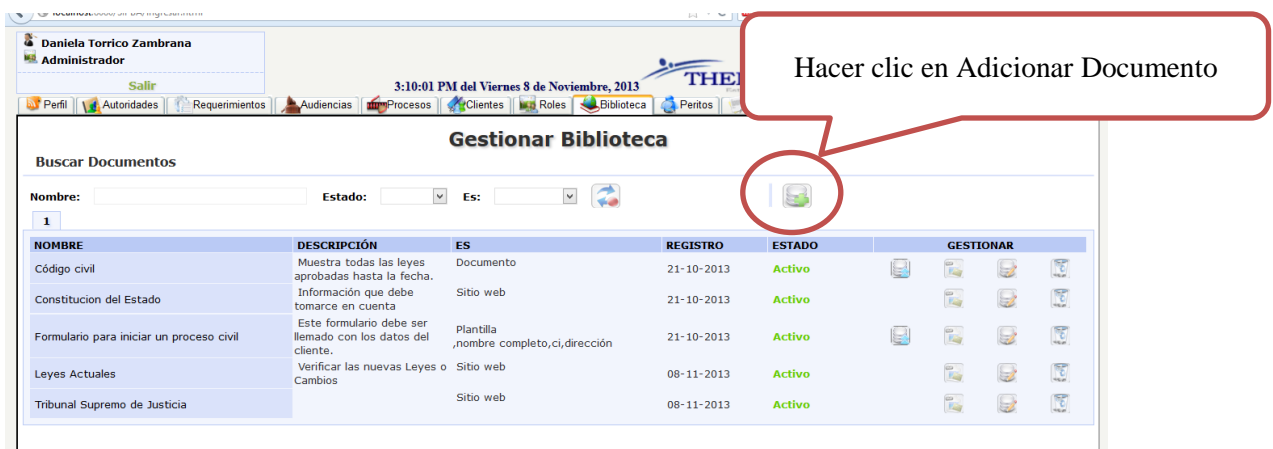 Daniela Torrico Zambrana
Administrador
Salir
3:10:01 PM del Viernes 8 de Noviembre, 2013
Hacer clic en Adicionar Documento
Perfil Autoridades Requerimientos Audiencias Procesos Clientes Roles Biblioteca Peritos
Gestionar Biblioteca
Buscar Documentos
Nombre: Estado: Es:
1
NOMBRE DESCRIPCIÓN ES REGISTRO ESTADO GESTIONAR
Código civil Muestra todas las leyes aprobadas hasta la fecha. Documento 21-10-2013 Activo
Constitucion del Estado Información que debe tomarce en cuenta Sitio web 21-10-2013 Activo
Formulario para iniciar un proceso civil Este formulario debe ser llemado con los datos del cliente. Plantilla ,nombre completo,ci,dirección 21-10-2013 Activo
Leyes Actuales Verificar las nuevas Leyes o Cambios Sitio web 08-11-2013 Activo
Tribunal Supremo de Justicia Sitio web 08-11-2013 Activo